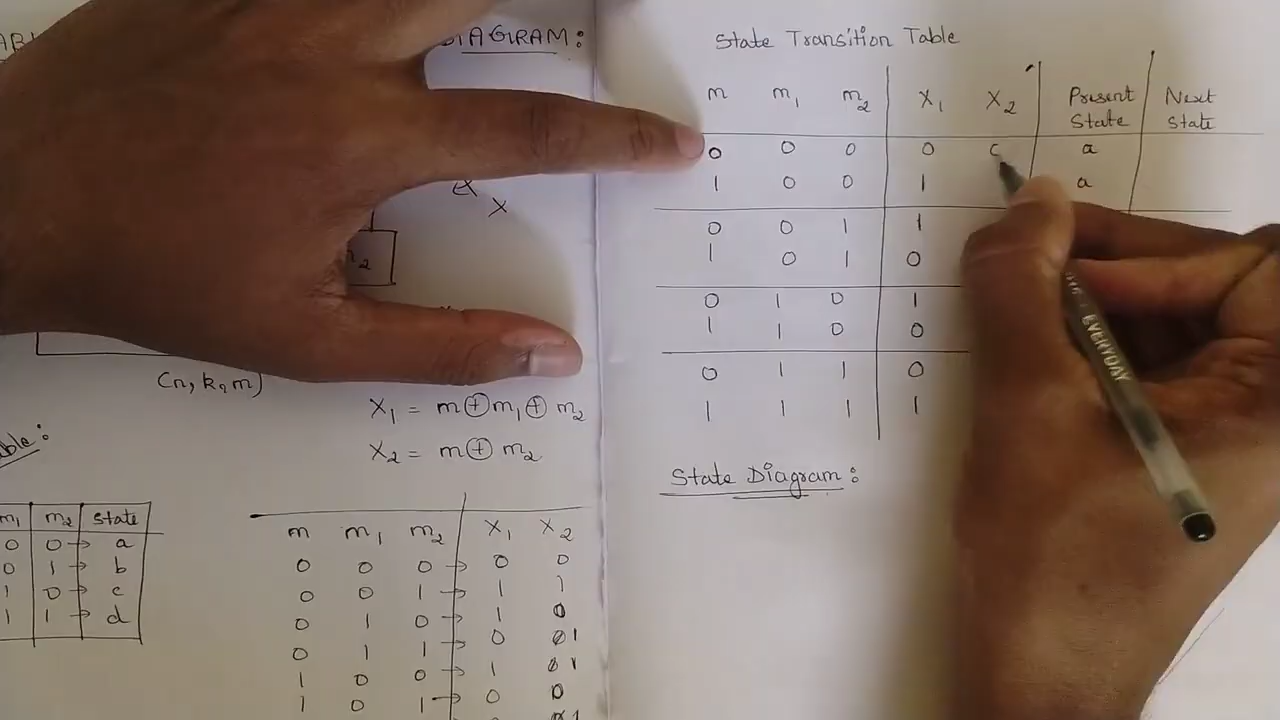 DIAGRAM:
X
(n, k, m)
X₁ = m ⊕ m₁ ⊕ m₂
X₂ = m ⊕ m₂
able:
m₁ m₂ State
0 0 → a
0 1 → b
1 0 → c
1 1 → d
m m₁ m₂ X₁ X₂
0 0 0 → 0 0
0 0 1 → 1 1
0 1 0 → 1 0
0 1 1 → 0 1
1 0 0 → 1 1
1 0 1 → 0 0
State Transition Table
m m₁ m₂ X₁ X₂ Present State Next State
0 0 0 0 a
1 0 0 1 a
0 0 1 1
1 0 1 0
0 1 0 1
1 1 0 0
0 1 1 0
1 1 1 1
State Diagram:
EVERYDAY